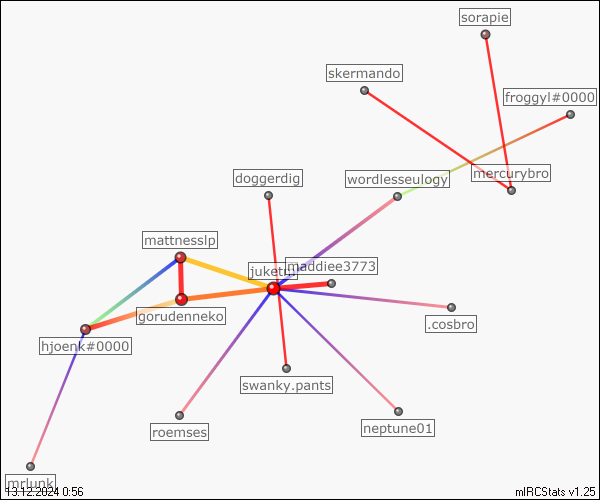 sorapie
skermando
froggyl#0000
mercurybro
doggerdig
wordlesseulogy
mattnesslp
maddiee3773
gorudenneko
.cosbro
hjoenk#0000
swanky.pants
roemses
neptune01
mrlunk
13.12.2024 0:56
mIRCStats v1.25